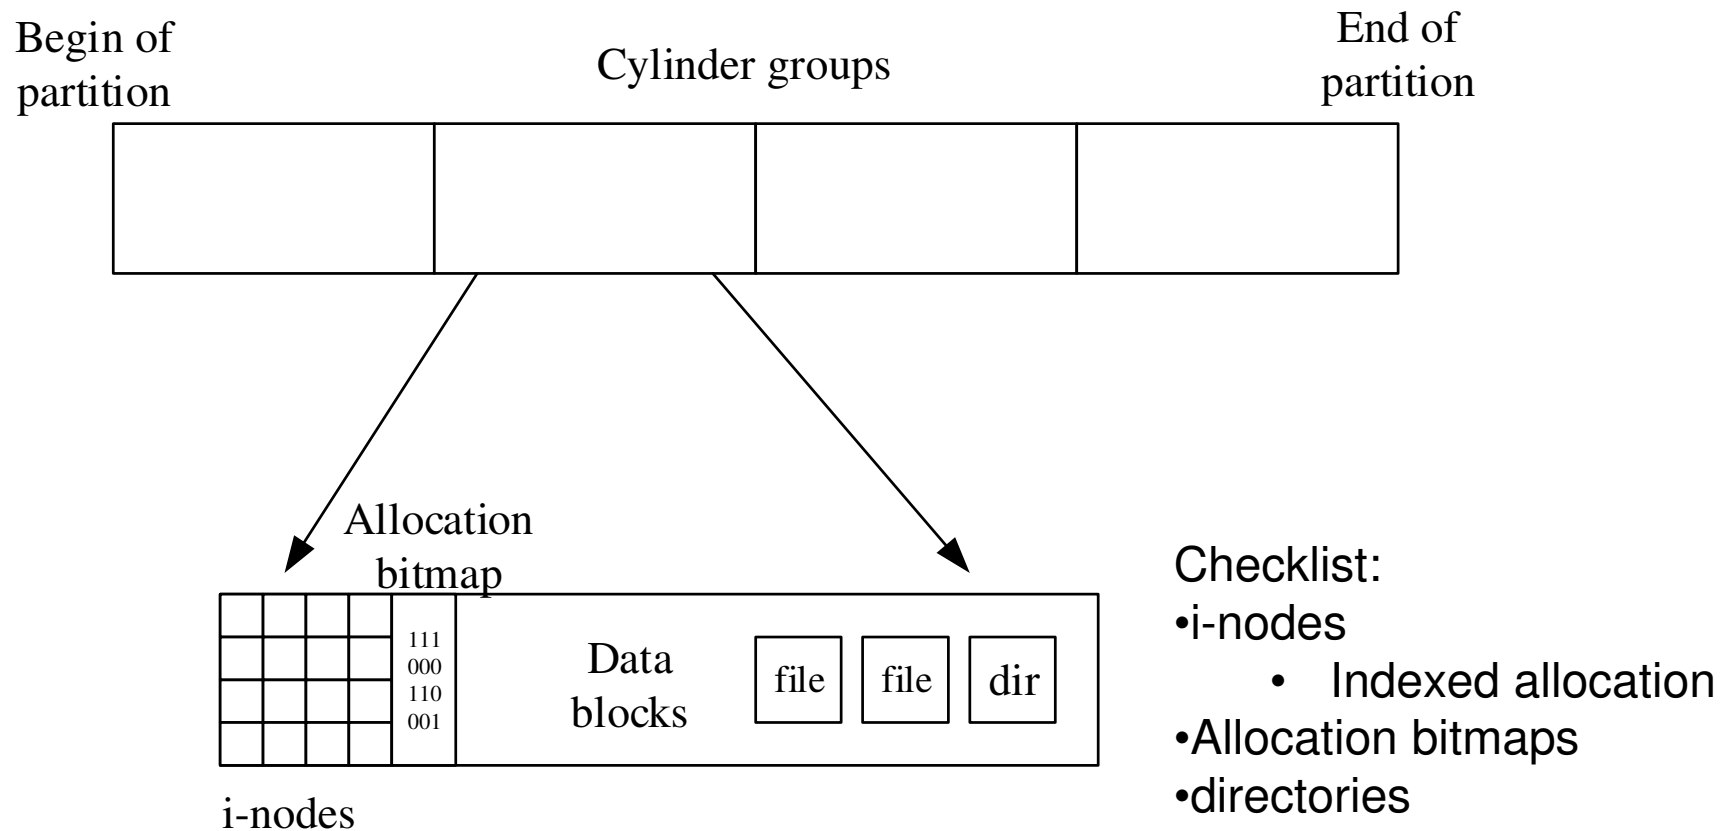 Begin of
partition
Cylinder groups
End of
partition
Allocation
bitmap
111
000
110
001
Data
blocks
file
file
dir
i-nodes
Checklist:
•i-nodes
• Indexed allocation
•Allocation bitmaps
•directories